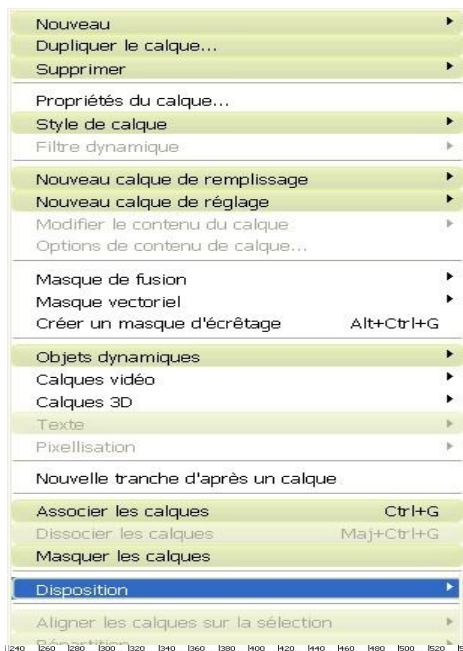 Nouveau
Dupliquer le calque...
Supprimer
Propriétés du calque...
Style de calque
Filtre dynamique
Nouveau calque de remplissage
Nouveau calque de réglage
Modifier le contenu du calque
Options de contenu de calque...
Masque de fusion
Masque vectoriel
Créer un masque d'écrêtage Alt+Ctrl+G
Objets dynamiques
Calques vidéo
Calques 3D
Texte
Pixellisation
Nouvelle tranche d'après un calque
Associer les calques Ctrl+G
Dissocier les calques Maj+Ctrl+G
Masquer les calques
Disposition
Aligner les calques sur la sélection
Répartition
240 260 280 300 320 340 360 380 400 420 440 460 480 500 520